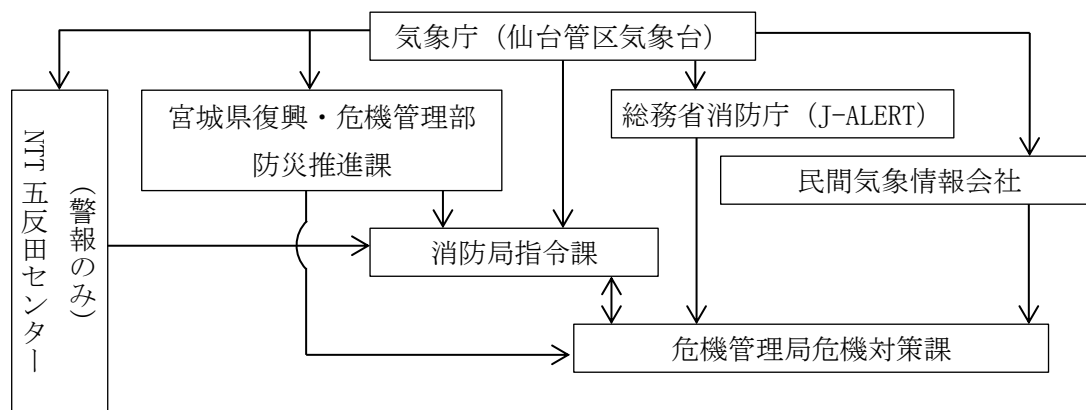 気象庁（仙台管区気象台）
宮城県復興・危機管理部
防災推進課
総務省消防庁（J-ALERT）
民間気象情報会社
NTT 五反田センター
（警報のみ）
消防局指令課
危機管理局危機対策課